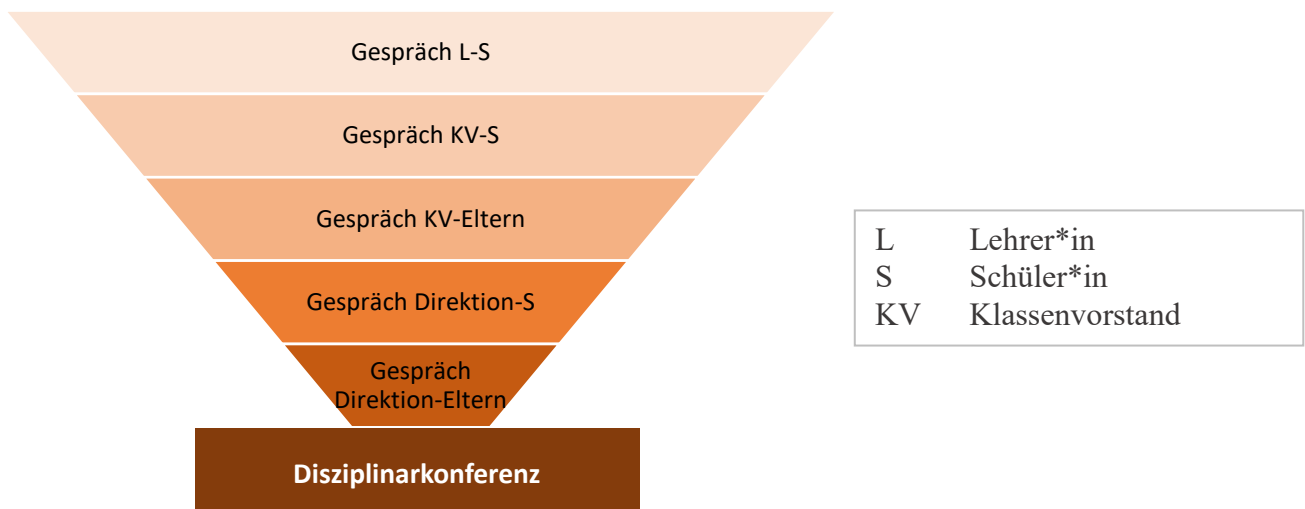 Gespräch L-S
Gespräch KV-S
Gespräch KV-Eltern
Gespräch Direktion-S
Gespräch
Direktion-Eltern
Disziplinarkonferenz
L Lehrer*in
S Schüler*in
KV Klassenvorstand